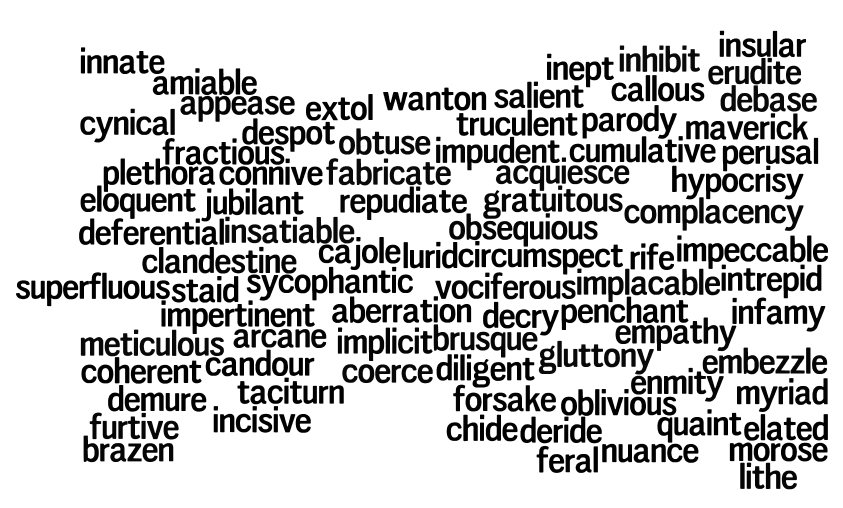 insular
innate
inept inhibit
erudite
amiable
callous
debase
appease extol wanton salient
cynical
despot
truculent parody maverick
obtuse
fractious.
impudent. cumulative perusal
plethora connive fabricate
acquiesce
hypocrisy
eloquent jubilant
repudiate gratuitous
complacency
deferential insatiable.
obsequious
clandestine
cajole lurid circumspect rife impeccable
superfluous staid sycophantic
vociferous implacable intrepid
impertinent aberration decry penchant infamy
meticulous arcane implicit brusque empathy
coherent candour
coerce diligent gluttony embezzle
demure taciturn
forsake oblivious enmity myriad
furtive incisive
chide deride quaint elated
brazen
feral nuance morose
lithe